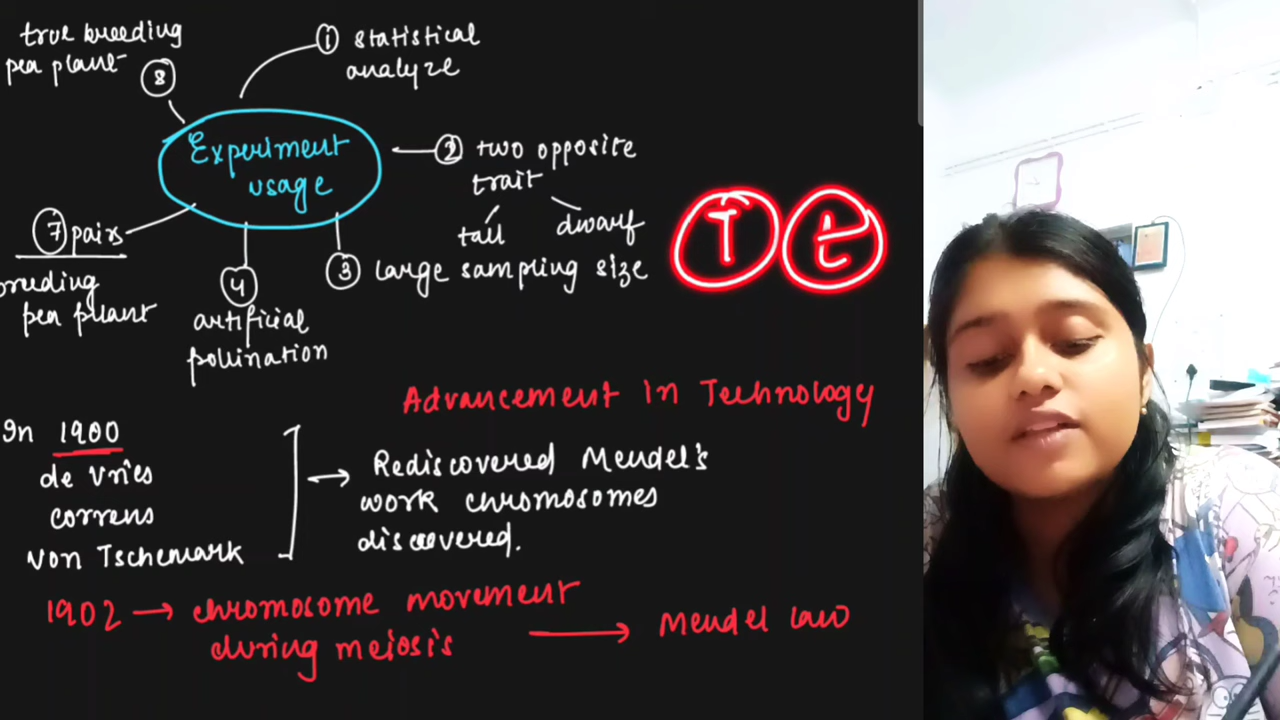 true breeding
pea plant
8
1 statistical
analyze
Experiment
usage
2 two opposite
trait
tall dwarf
T t
3 large sampling size
7 pairs
breeding
pea plant
4
artificial
pollination
Advancement in Technology
In 1900
de Vries
correns
von Tschemark
→ Rediscovered Mendel's
work chromosomes
discovered.
1902 → chromosome movement
during meiosis → Mendel law